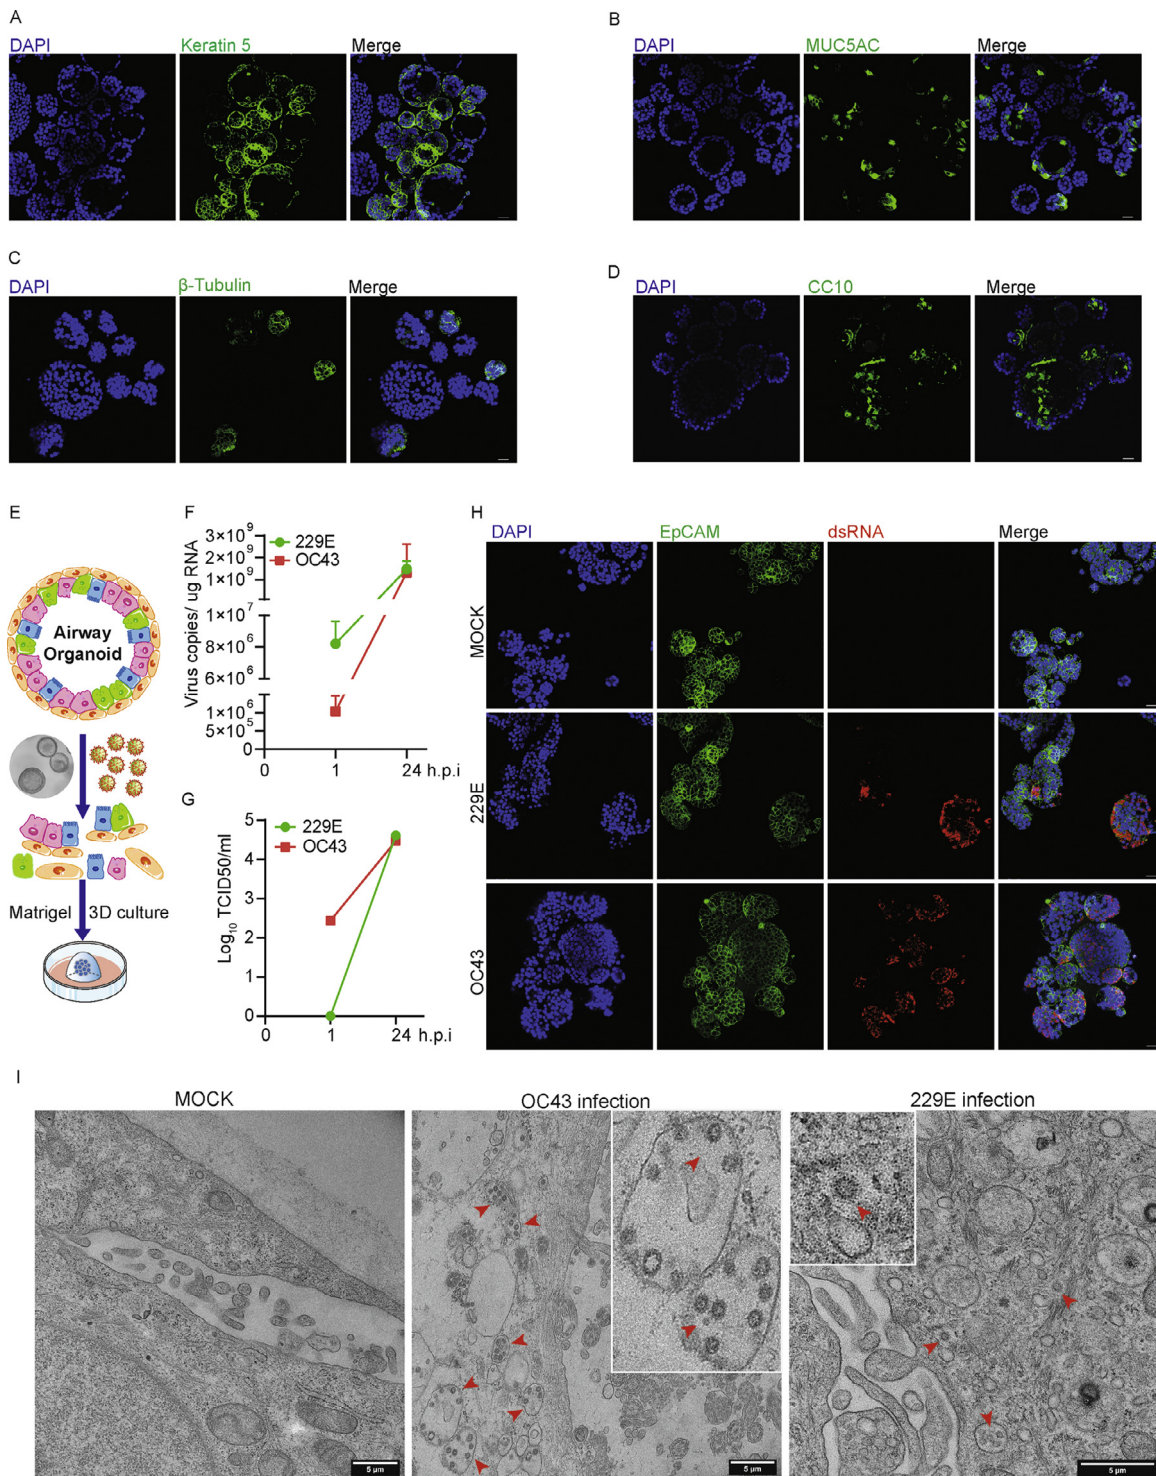 A
DAPI
Keratin 5
Merge
B
DAPI
MUC5AC
Merge
C
DAPI
β-Tubulin
Merge
D
DAPI
CC10
Merge
E
Airway
Organoid
Matrigel
3D culture
F
Virus copies/ ug RNA
3×10⁹
2×10⁹
1×10⁹
1×10⁷
8×10⁶
6×10⁶
1×10⁶
5×10⁵
0
229E
OC43
0 1 24 h.p.i
G
Log₁₀ TCID50/ml
5
4
3
2
1
0
229E
OC43
0 1 24 h.p.i
H
DAPI
EpCAM
dsRNA
Merge
MOCK
229E
OC43
I
MOCK
OC43 infection
229E infection
5 μm
5 μm
5 μm